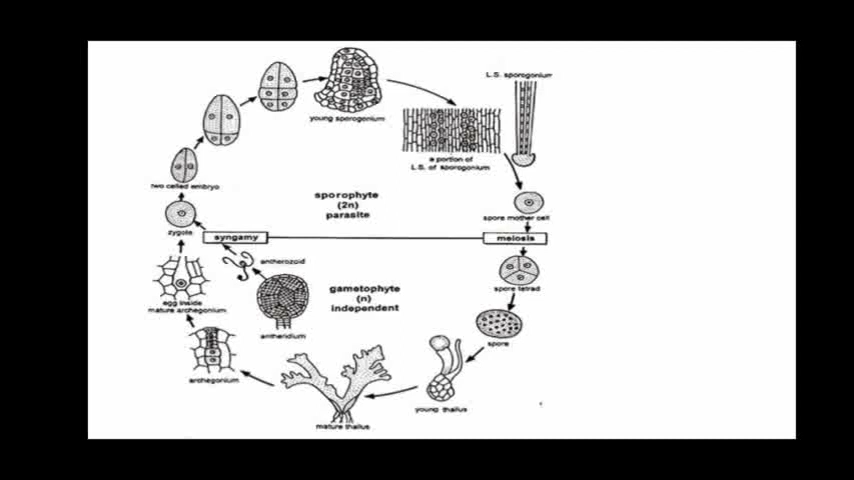 L.S. sporogonium
young sporogonium
a portion of
L.S. of sporogonium
two celled embryo
sporophyte
(2n)
parasite
spore mother cell
zygote
syngamy
meiosis
antherozoid
spore tetrad
gametophyte
(n)
independent
egg inside
mature archegonium
antheridium
spore
archegonium
young thallus
mature thallus